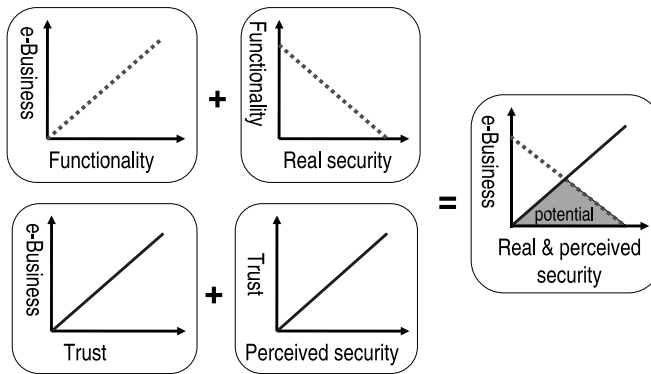 e-Business
Functionality
+
Functionality
Real security
e-Business
Trust
+
Trust
Perceived security
=
e-Business
potential
Real & perceived
security